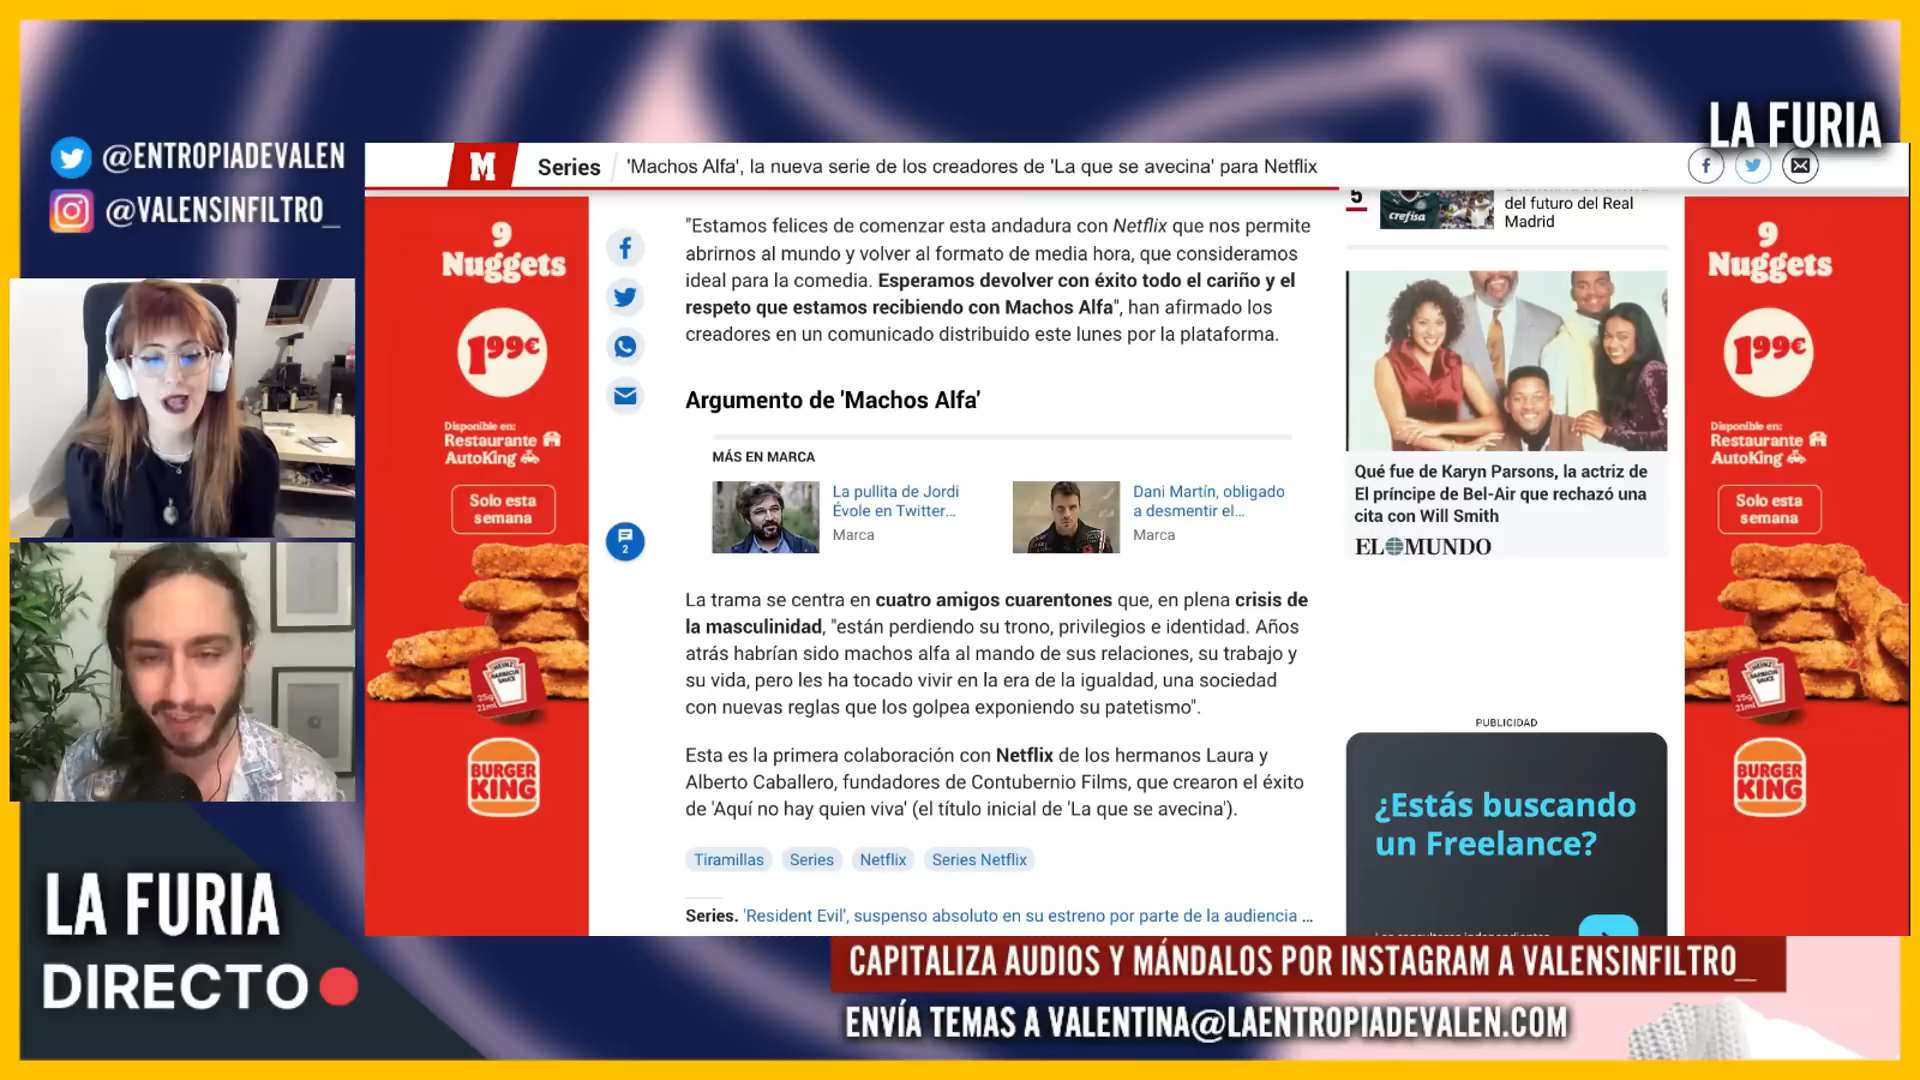 LA FURIA
@ENTROPIADEVALEN
@VALENSINFILTRO_
M
Series
'Machos Alfa', la nueva serie de los creadores de 'La que se avecina' para Netflix
9
Nuggets
1,99€
Disponible en:
Restaurante
AutoKing
Solo esta
semana
HEINZ
BARBECUE
SAUCE
25g
21ml
BURGER
KING
"Estamos felices de comenzar esta andadura con Netflix que nos permite
abrirnos al mundo y volver al formato de media hora, que consideramos
ideal para la comedia. Esperamos devolver con éxito todo el cariño y el
respeto que estamos recibiendo con Machos Alfa", han afirmado los
creadores en un comunicado distribuido este lunes por la plataforma.
Argumento de 'Machos Alfa'
MÁS EN MARCA
La pullita de Jordi
Évole en Twitter...
Marca
Dani Martín, obligado
a desmentir el...
Marca
2
La trama se centra en cuatro amigos cuarentones que, en plena crisis de
la masculinidad, "están perdiendo su trono, privilegios e identidad. Años
atrás habrían sido machos alfa al mando de sus relaciones, su trabajo y
su vida, pero les ha tocado vivir en la era de la igualdad, una sociedad
con nuevas reglas que los golpea exponiendo su patetismo".
Esta es la primera colaboración con Netflix de los hermanos Laura y
Alberto Caballero, fundadores de Contubernio Films, que crearon el éxito
de 'Aquí no hay quien viva' (el título inicial de 'La que se avecina').
Tiramillas
Series
Netflix
Series Netflix
Series. 'Resident Evil', suspenso absoluto en su estreno por parte de la audiencia ...
5
crefisa
del futuro del Real
Madrid
Qué fue de Karyn Parsons, la actriz de
El príncipe de Bel-Air que rechazó una
cita con Will Smith
EL MUNDO
PUBLICIDAD
¿Estás buscando
un Freelance?
9
Nuggets
1,99€
Disponible en:
Restaurante
AutoKing
Solo esta
semana
HEINZ
BARBECUE
SAUCE
25g
21ml
BURGER
KING
LA FURIA
DIRECTO
CAPITALIZA AUDIOS Y MÁNDALOS POR INSTAGRAM A VALENSINFILTRO_
ENVÍA TEMAS A VALENTINA@LAENTROPIADEVALEN.COM